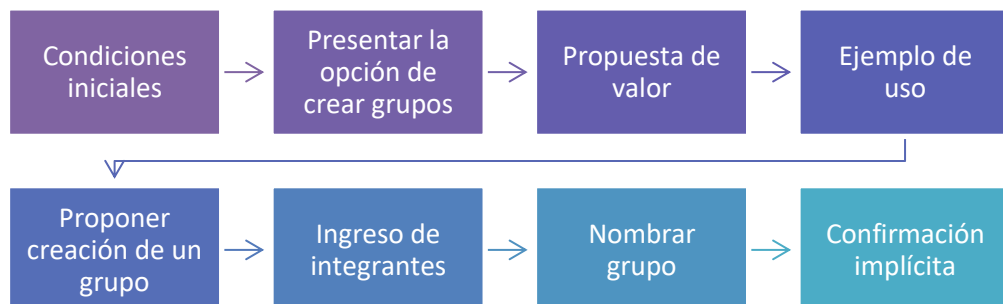 Condiciones
iniciales
Presentar la
opción de
crear grupos
Propuesta de
valor
Ejemplo de
uso
Proponer
creación de un
grupo
Ingreso de
integrantes
Nombrar
grupo
Confirmación
implícita